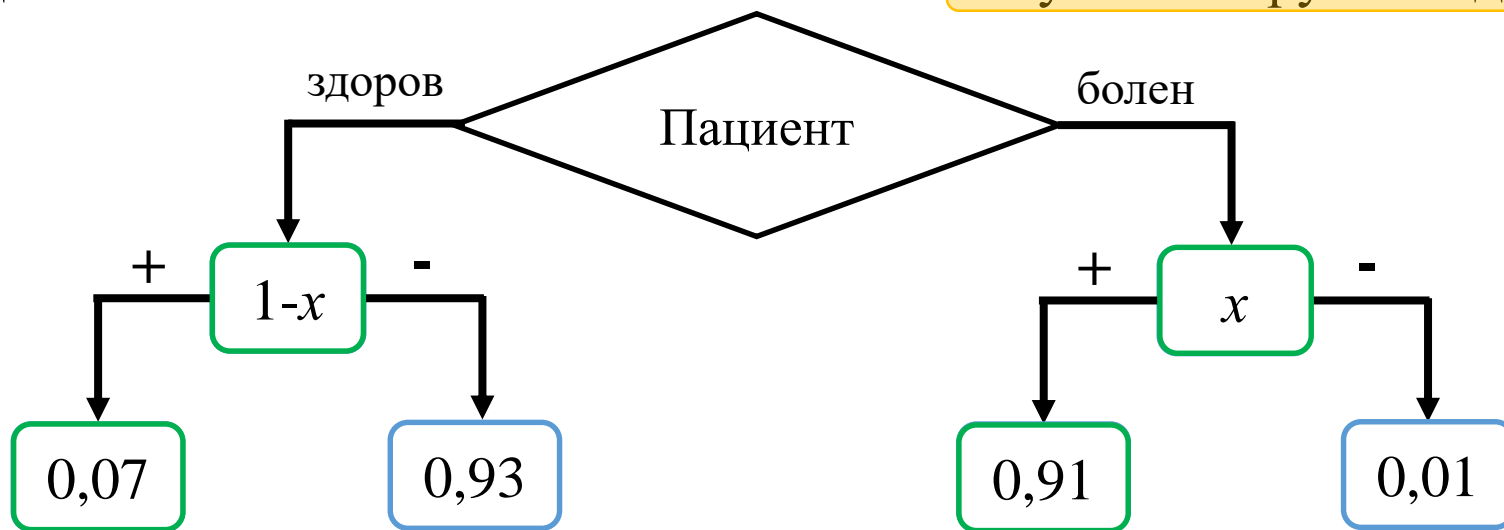 здоров
болен
Пациент
+ - + -
1-x
x
0,07
0,93
0,91
0,01